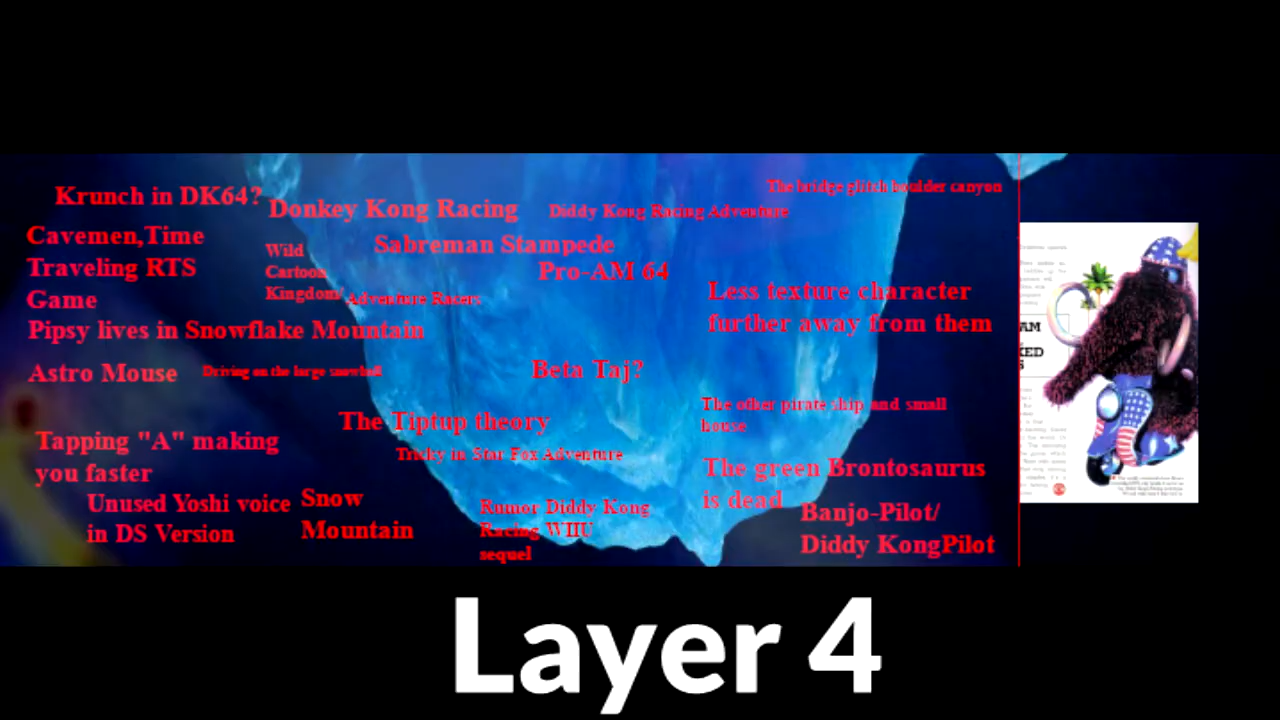 Krunch in DK64?
Donkey Kong Racing
Diddy Kong Racing Adventure
The bridge glitch boulder canyon
Cavemen,Time
Traveling RTS
Game
Wild
Cartoon
Kingdom/
Adventure Racers
Sabreman Stampede
Pro-AM 64
Less texture character
further away from them
Pipsy lives in Snowflake Mountain
Astro Mouse
Driving on the large snowball
Beta Taj?
The other pirate ship and small
house
The Tiptup theory
Tricky in Star Fox Adventure
Tapping "A" making
you faster
The green Brontosaurus
is dead
Unused Yoshi voice
in DS Version
Snow
Mountain
Rumor Diddy Kong
Racing WIIU
sequel
Banjo-Pilot/
Diddy KongPilot
AM
Layer 4